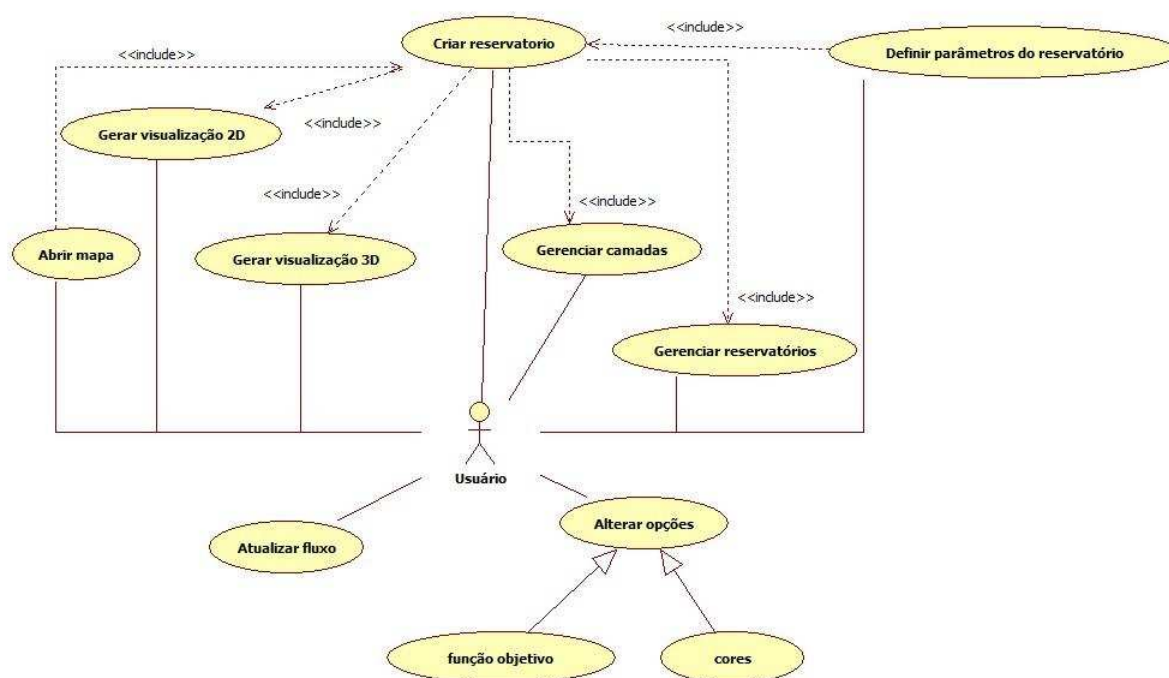 <<include>>
Criar reservatorio
<<include>>
Definir parâmetros do reservatório
<<include>>
Gerar visualização 2D
<<include>>
<<include>>
Abrir mapa
Gerar visualização 3D
Gerenciar camadas
<<include>>
Gerenciar reservatórios
Usuário
Alterar opções
Atualizar fluxo
função objetivo
cores